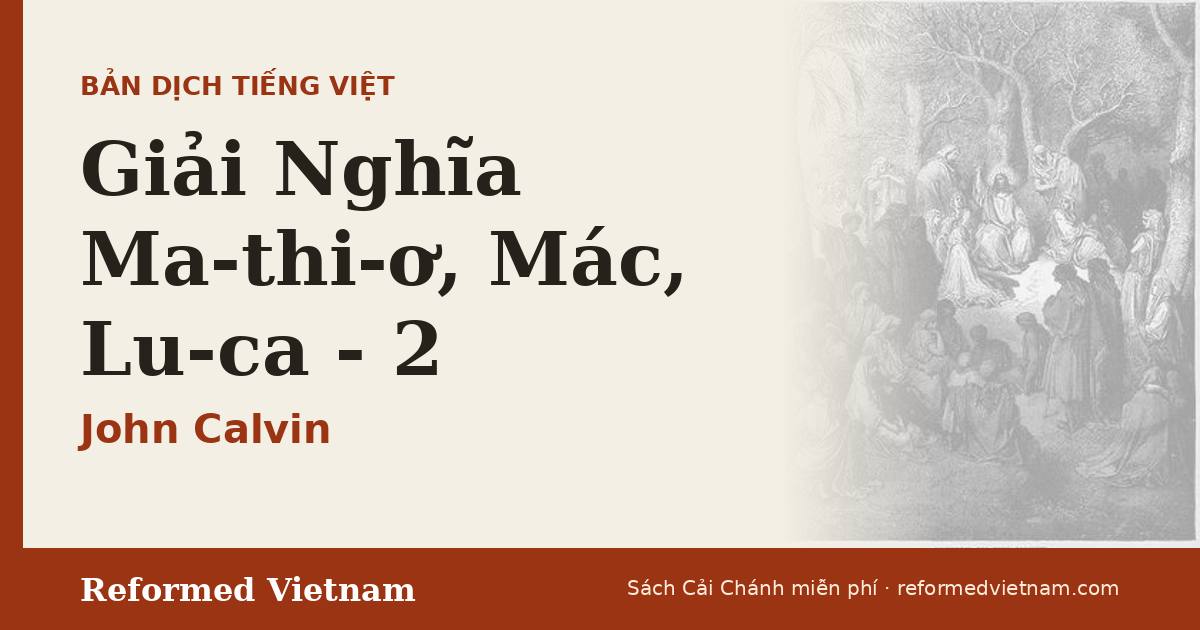 BẢN DỊCH TIẾNG VIỆT
Giải Nghĩa
Ma-thi-ơ, Mác,
Lu-ca - 2
John Calvin
Reformed Vietnam
Sách Cải Chánh miễn phí · reformedvietnam.com